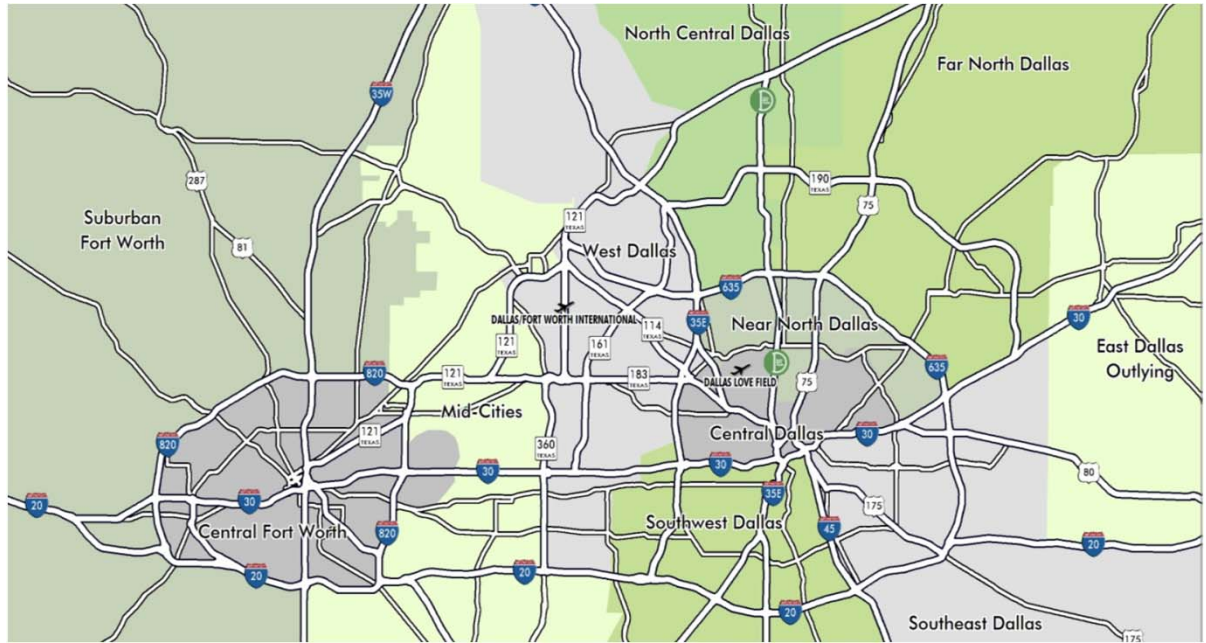 North Central Dallas
Far North Dallas
35W
287
190
TEXAS
75
Suburban
Fort Worth
81
121
TEXAS
West Dallas
635
DALLAS/FORT WORTH INTERNATIONAL
35E
Near North Dallas
30
114
TEXAS
121
TEXAS
161
TEXAS
East Dallas
Outlying
820
121
TEXAS
183
TEXAS
DALLAS LOVE FIELD
75
635
Mid-Cities
121
TEXAS
820
360
TEXAS
Central Dallas
30
30
30
30
80
20
35E
Central Fort Worth
820
Southwest Dallas
45
175
20
20
20
20
Southeast Dallas
175